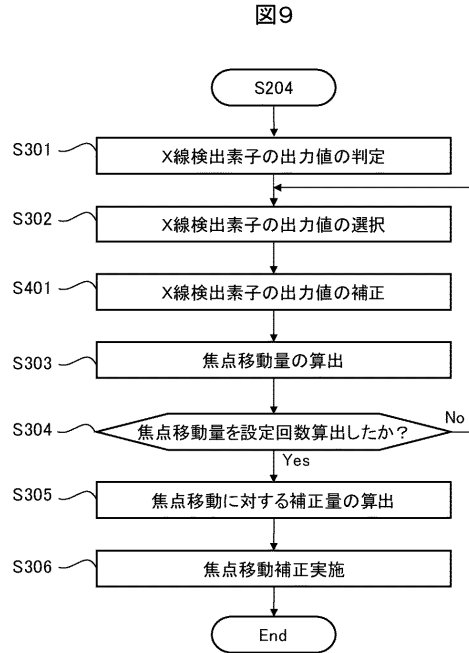 図9
S204
S301
X線検出素子の出力値の判定
S302
X線検出素子の出力値の選択
S401
X線検出素子の出力値の補正
S303
焦点移動量の算出
S304
焦点移動量を設定回数算出したか？
No
Yes
S305
焦点移動に対する補正量の算出
S306
焦点移動補正実施
End